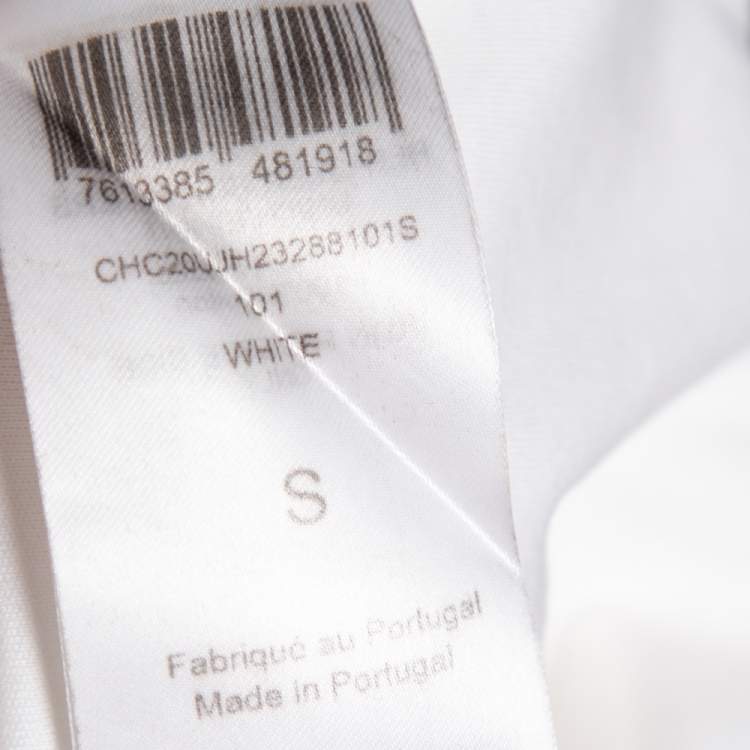 7613385 481918
CHC20UJH23288101S
101
WHITE
S
Fabriqué au Portugal
Made in Portugal